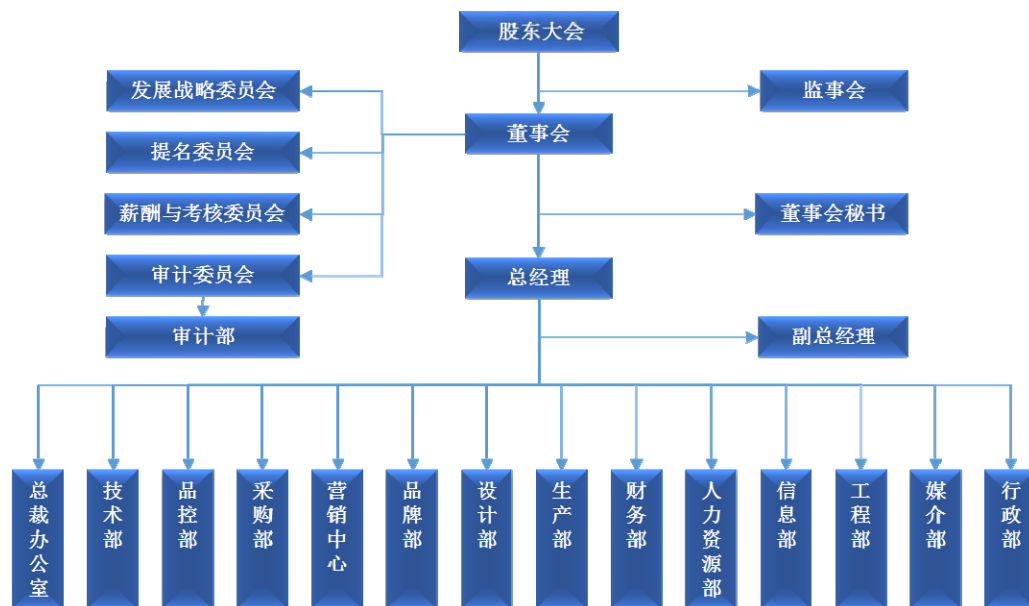 股东大会
发展战略委员会
监事会
董事会
提名委员会
薪酬与考核委员会
董事会秘书
审计委员会
总经理
审计部
副总经理
总裁办公室
技术部
品控部
采购部
营销中心
品牌部
设计部
生产部
财务部
人力资源部
信息部
工程部
媒介部
行政部